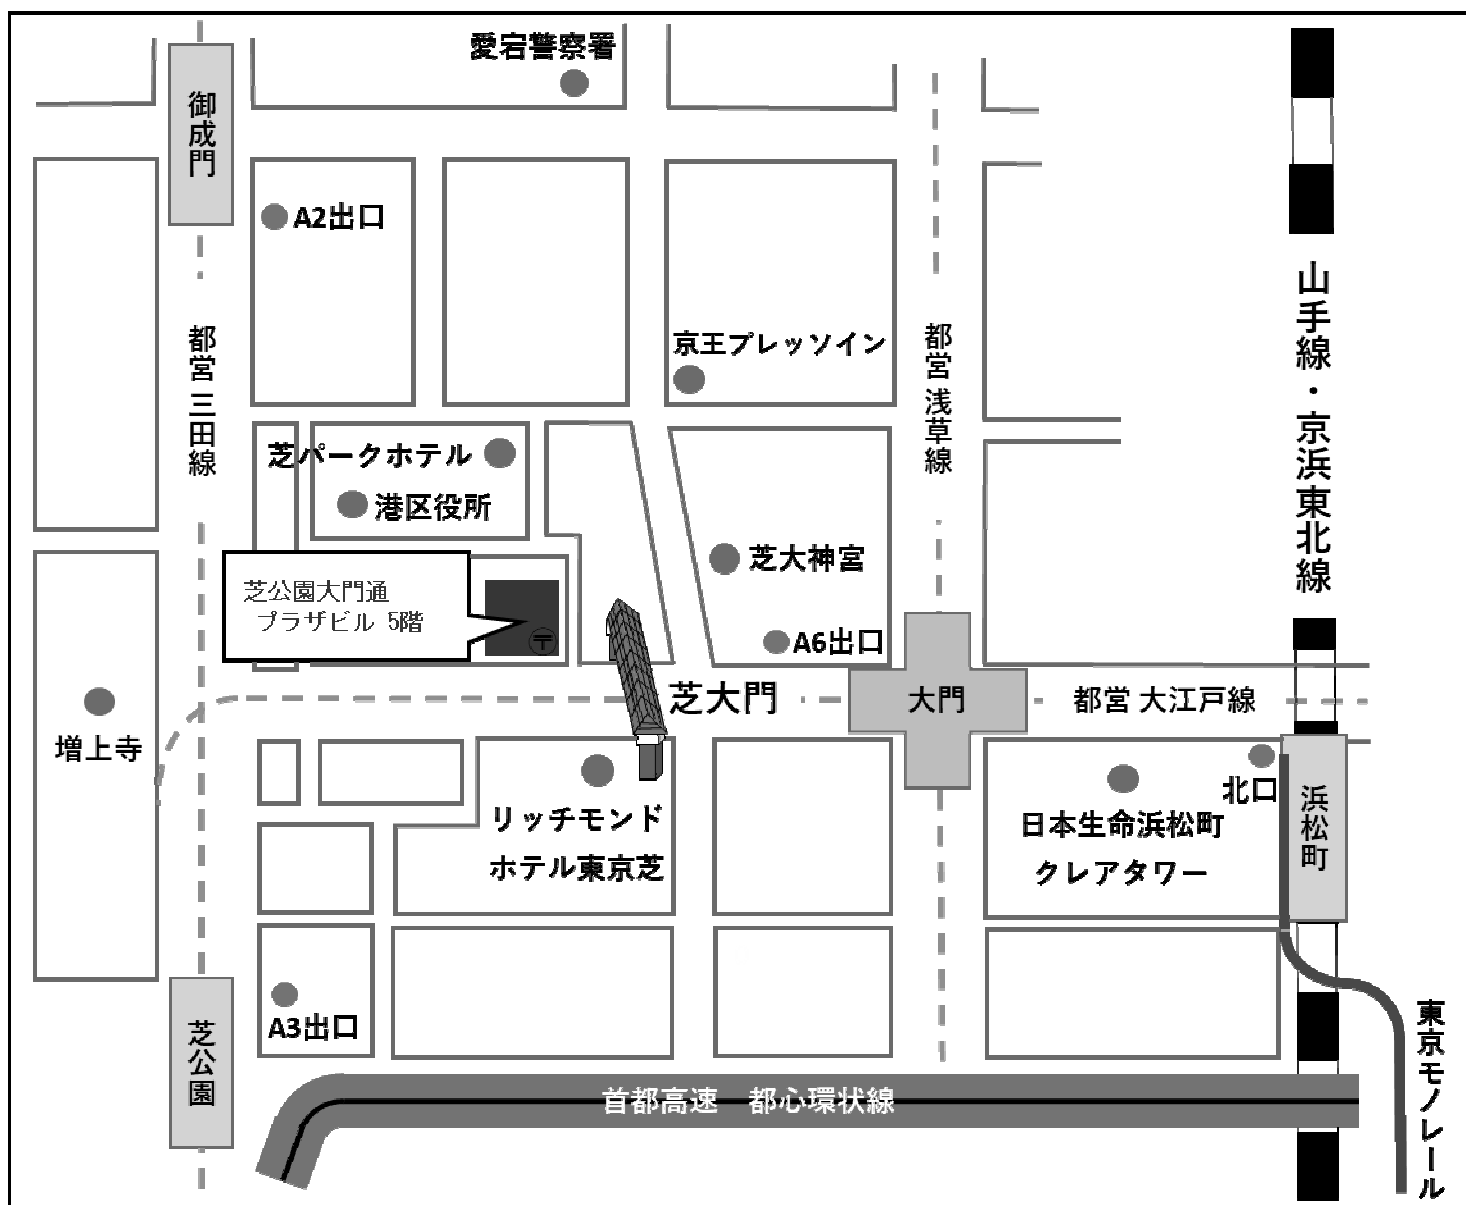 愛宕警察署
御成門
A2出口
山手線・京浜東北線
都営 三田線
都営 浅草線
京王プレッソイン
芝パークホテル
港区役所
芝大神宮
芝公園大門通
プラザビル 5階
〒
A6出口
芝大門
大門
都営 大江戸線
増上寺
北口
浜松町
リッチモンド
ホテル東京芝
日本生命浜松町
クレアタワー
A3出口
芝公園
東京モノレール
首都高速 都心環状線